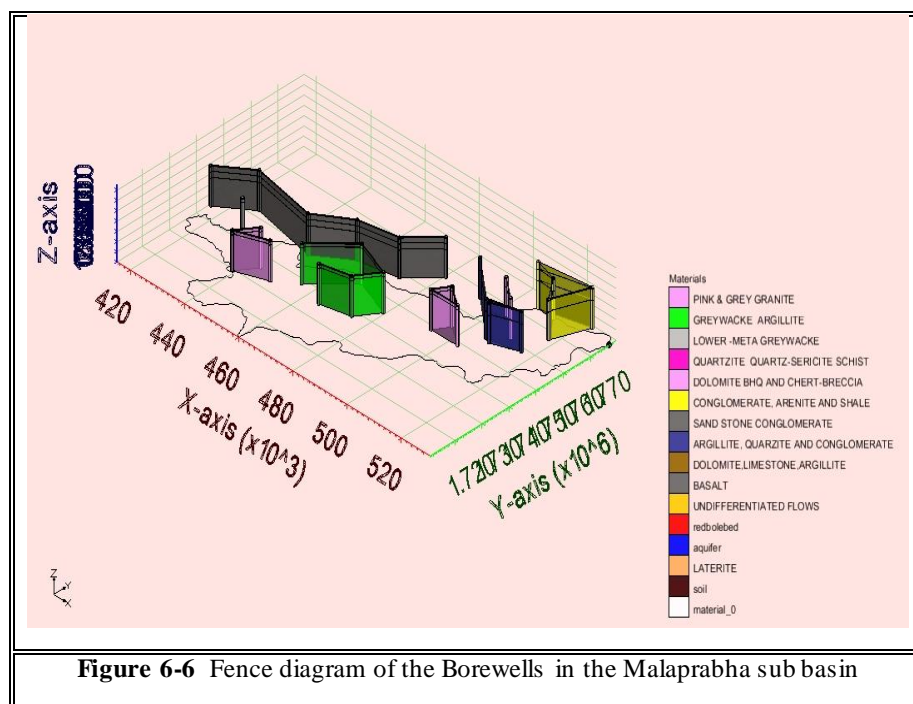 Z-axis
420
440
460
480
500
520
X-axis (x10^3)
Y-axis (x10^6)
Z
Y
X
Materials
PINK & GREY GRANITE
GREYWACKE ARGILLITE
LOWER -META GREYWACKE
QUARTZITE QUARTZ-SERICITE SCHIST
DOLOMITE BHQ AND CHERT-BRECCIA
CONGLOMERATE, ARENITE AND SHALE
SAND STONE CONGLOMERATE
ARGILLITE, QUARZITE AND CONGLOMERATE
DOLOMITE,LIMESTONE,ARGILLITE
BASALT
UNDIFFERENTIATED FLOWS
redbolebed
aquifer
LATERITE
soil
material_0
Figure 6-6 Fence diagram of the Borewells in the Malaprabha sub basin